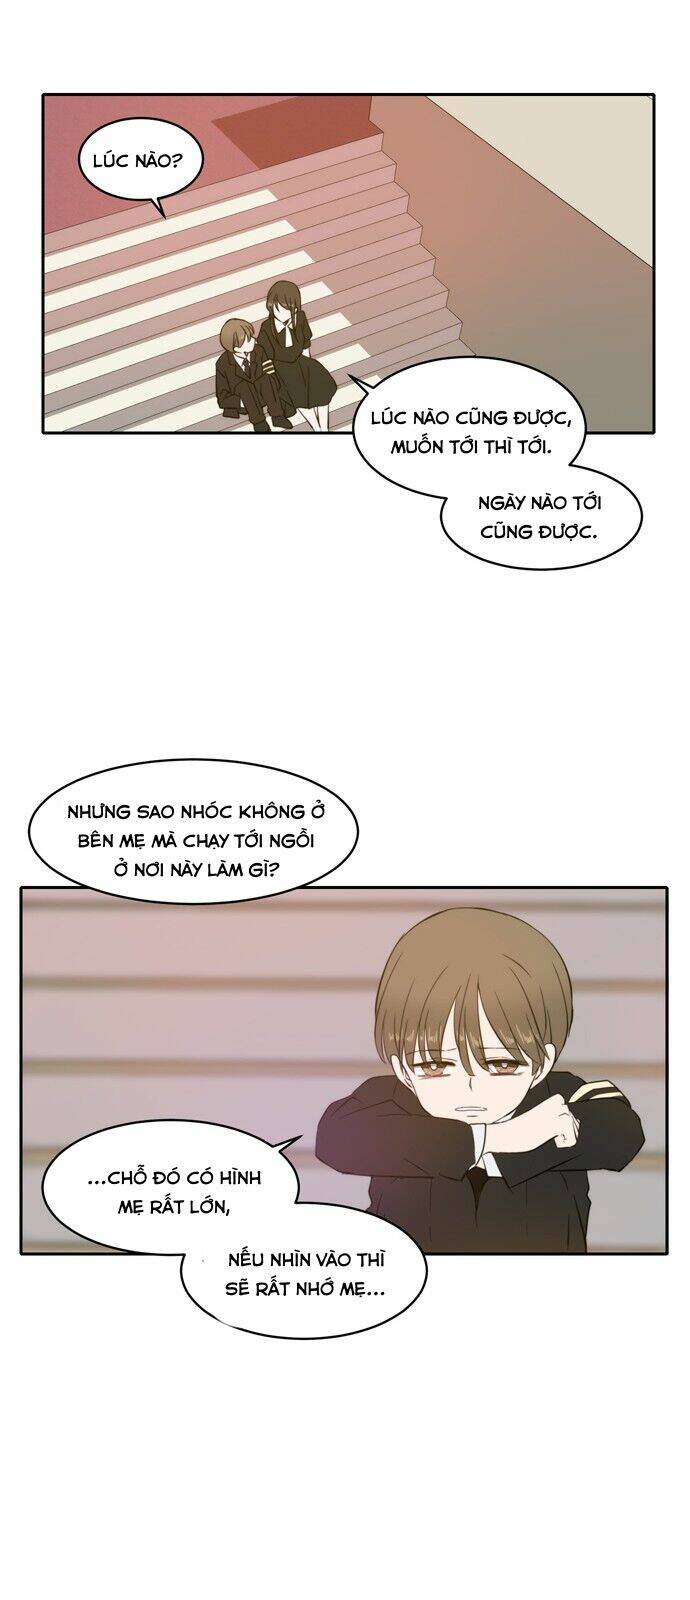 LÚC NÀO?
LÚC NÀO CŨNG ĐƯỢC,
MUỐN TỚI THÌ TỚI.
NGÀY NÀO TỚI
CŨNG ĐƯỢC.
NHƯNG SAO NHÓC KHÔNG Ở
BÊN MẸ MÀ CHẠY TỚI NGỒI
Ở NƠI NÀY LÀM GÌ?
...CHỖ ĐÓ CÓ HÌNH
MẸ RẤT LỚN,
NẾU NHÌN VÀO THÌ
SẼ RẤT NHỚ MẸ...